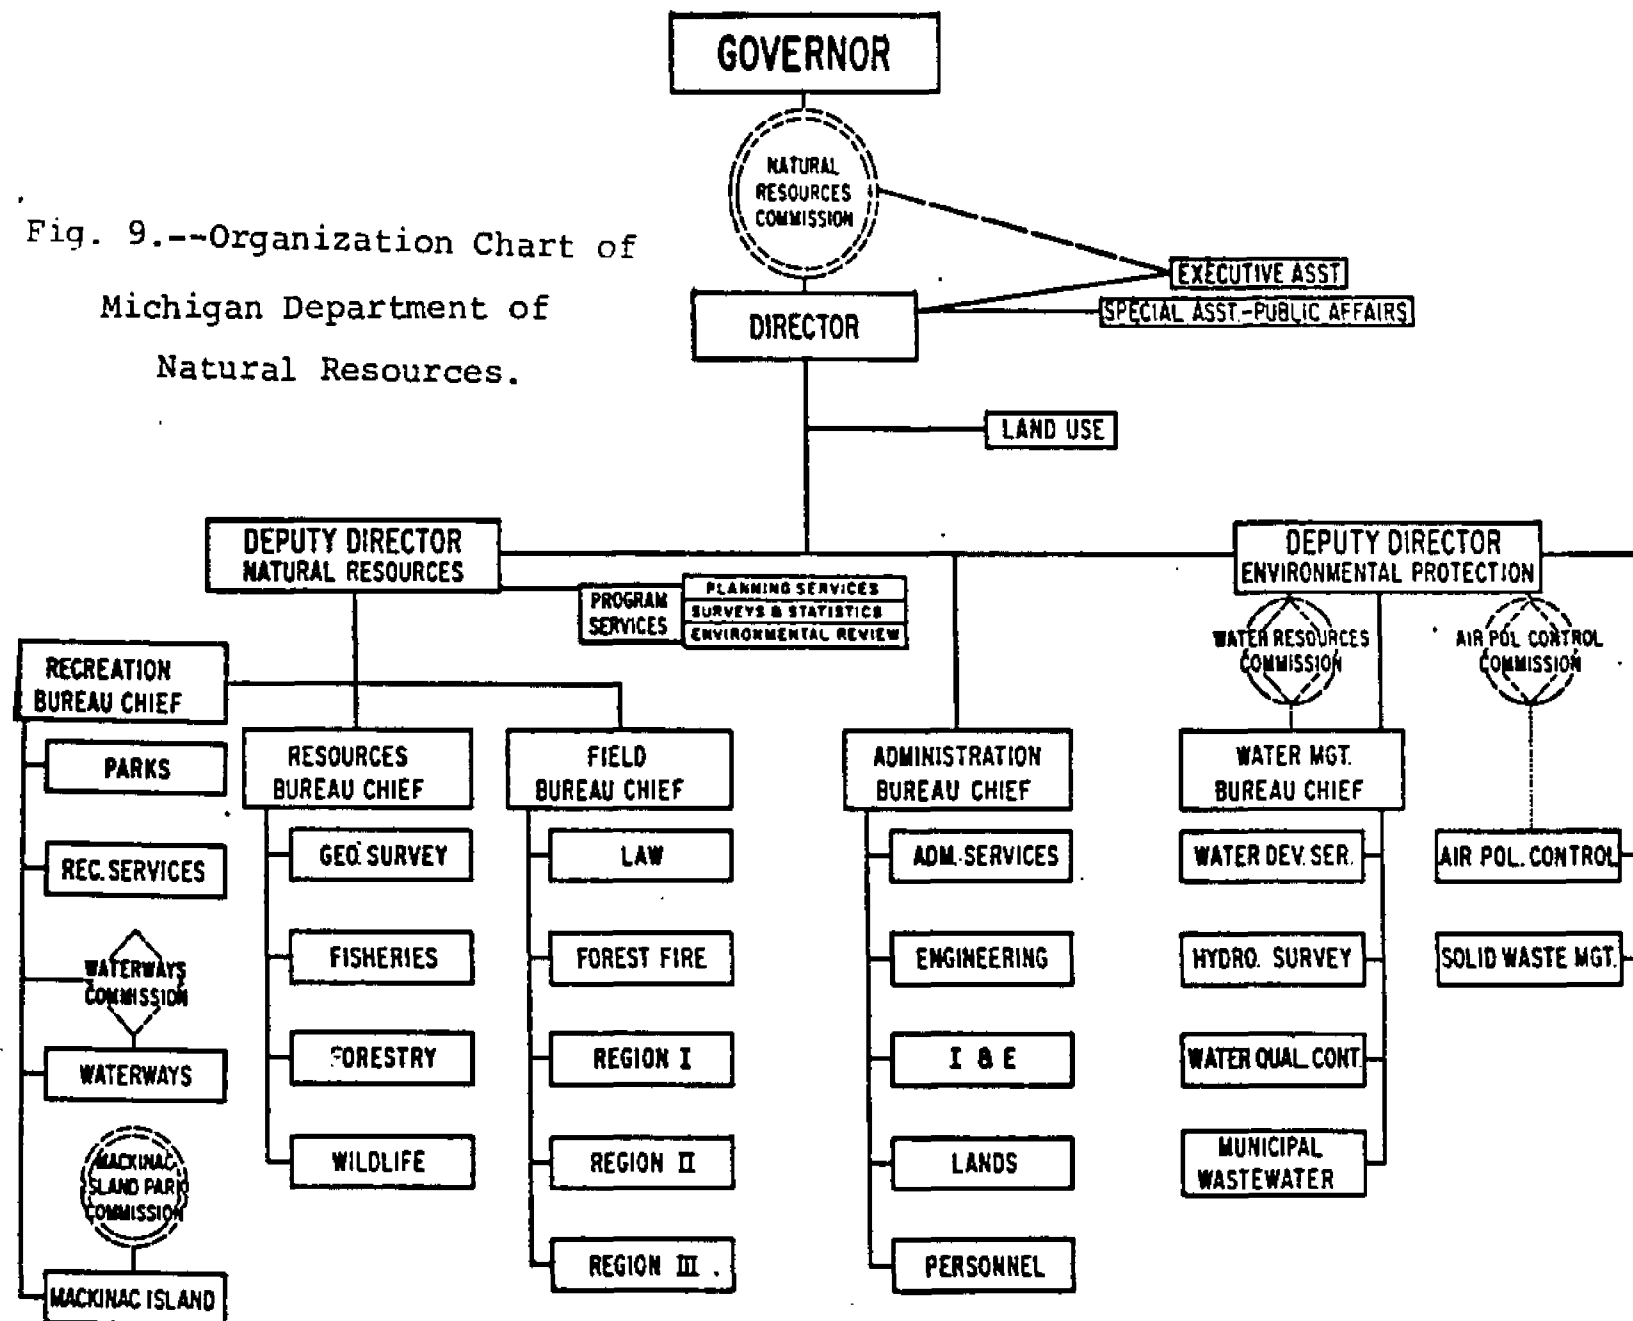 GOVERNOR
NATURAL
RESOURCES
COMMISSION
Fig. 9.--Organization Chart of
Michigan Department of
Natural Resources.
EXECUTIVE ASST
SPECIAL ASST.-PUBLIC AFFAIRS
DIRECTOR
LAND USE
DEPUTY DIRECTOR
NATURAL RESOURCES
PROGRAM
SERVICES
PLANNING SERVICES
SURVEYS & STATISTICS
ENVIRONMENTAL REVIEW
DEPUTY DIRECTOR
ENVIRONMENTAL PROTECTION
WATER RESOURCES
COMMISSION
AIR POL CONTROL
COMMISSION
RECREATION
BUREAU CHIEF
PARKS
REC. SERVICES
WATERWAYS
COMMISSION
WATERWAYS
MACKINAC
SLAND PARK
COMMISSION
MACKINAC ISLAND
RESOURCES
BUREAU CHIEF
GEO. SURVEY
FISHERIES
FORESTRY
WILDLIFE
FIELD
BUREAU CHIEF
LAW
FOREST FIRE
REGION I
REGION II
REGION III .
ADMINISTRATION
BUREAU CHIEF
ADM. SERVICES
ENGINEERING
I & E
LANDS
PERSONNEL
WATER MGT.
BUREAU CHIEF
WATER DEV. SER.
HYDRO. SURVEY
WATER QUAL. CONT.
MUNICIPAL
WASTEWATER
AIR POL. CONTROL
SOLID WASTE MGT.